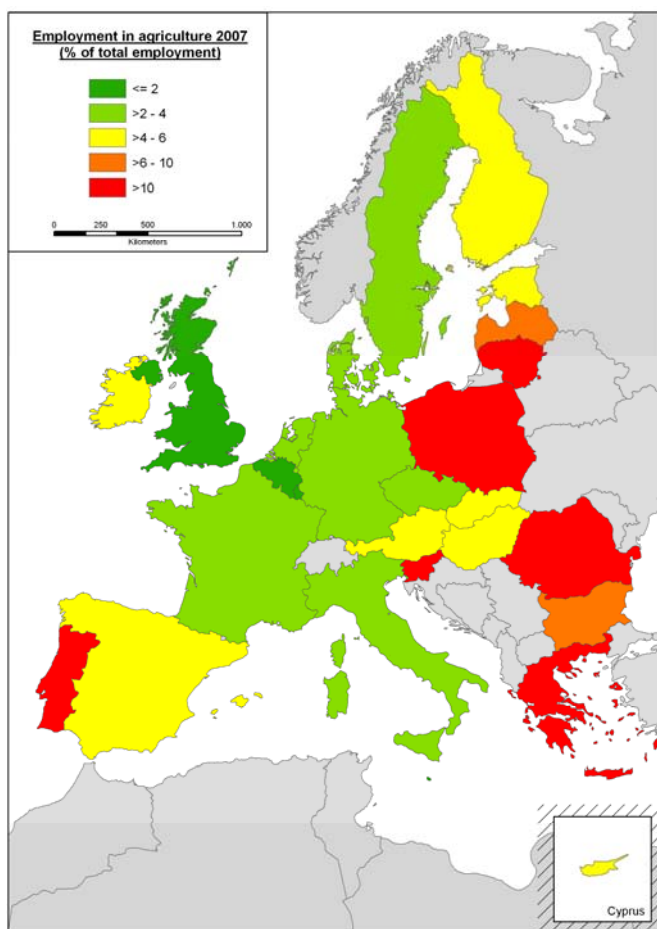 Employment in agriculture 2007
(% of total employment)
<= 2
>2 - 4
>4 - 6
>6 - 10
>10
0 250 500 1.000
Kilometers
Cyprus